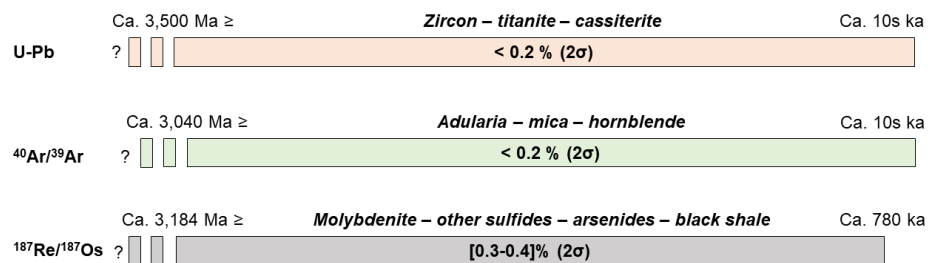 Ca. 3,500 Ma ≥ Zircon – titanite – cassiterite Ca. 10s ka
U-Pb ? < 0.2 % (2σ)
Ca. 3,040 Ma ≥ Adularia – mica – hornblende Ca. 10s ka
⁴⁰Ar/³⁹Ar ? < 0.2 % (2σ)
Ca. 3,184 Ma ≥ Molybdenite – other sulfides – arsenides – black shale Ca. 780 ka
¹⁸⁷Re/¹⁸⁷Os ? [0.3-0.4]% (2σ)